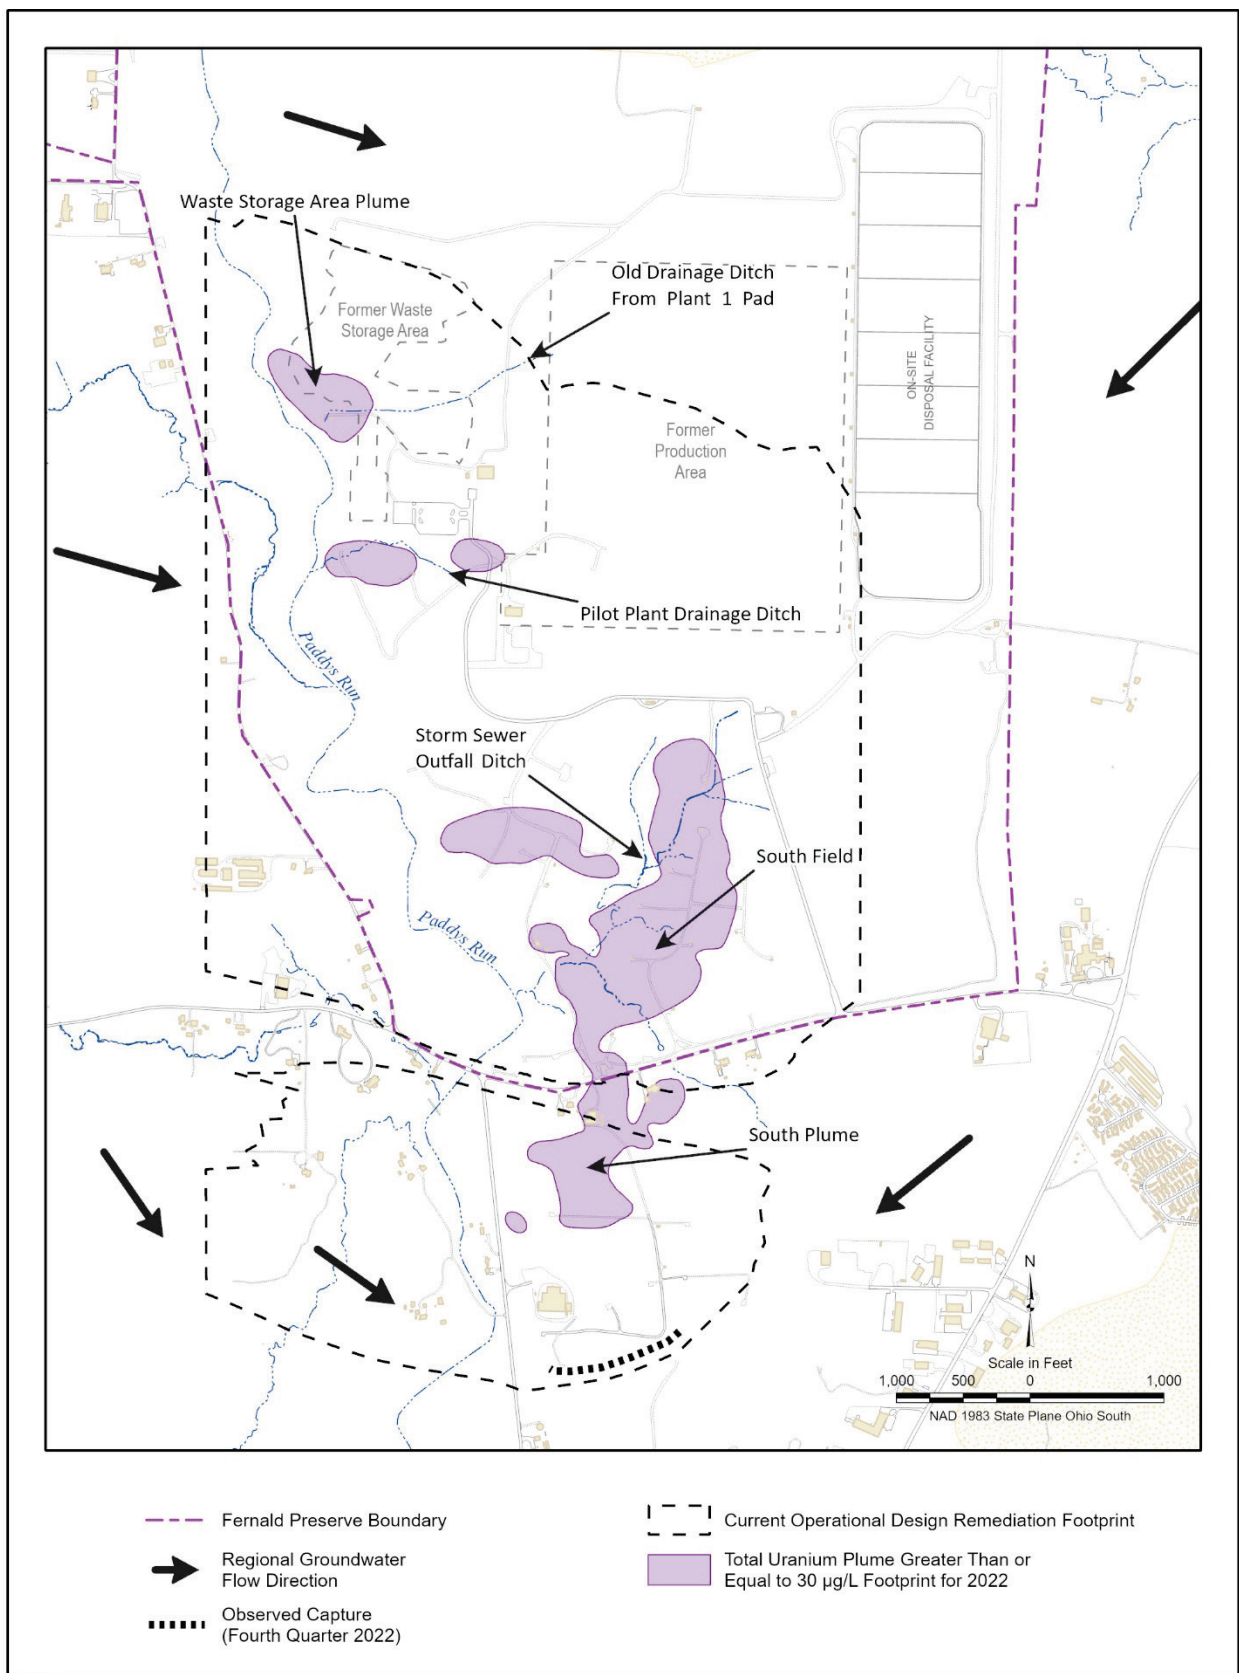 Waste Storage Area Plume
Old Drainage Ditch
From Plant 1 Pad
Former Waste
Storage Area
ON-SITE
DISPOSAL FACILITY
Former
Production
Area
Pilot Plant Drainage Ditch
Paddys Run
Storm Sewer
Outfall Ditch
South Field
Paddys Run
South Plume
N
Scale in Feet
1,000 500 0 1,000
NAD 1983 State Plane Ohio South
Fernald Preserve Boundary
Regional Groundwater
Flow Direction
Observed Capture
(Fourth Quarter 2022)
Current Operational Design Remediation Footprint
Total Uranium Plume Greater Than or
Equal to 30 µg/L Footprint for 2022